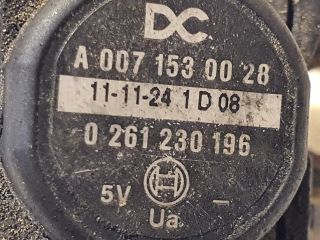 DC
A 007 153 00 28
11-11-24 1 D 08
0 261 230 196
5V –
Ua